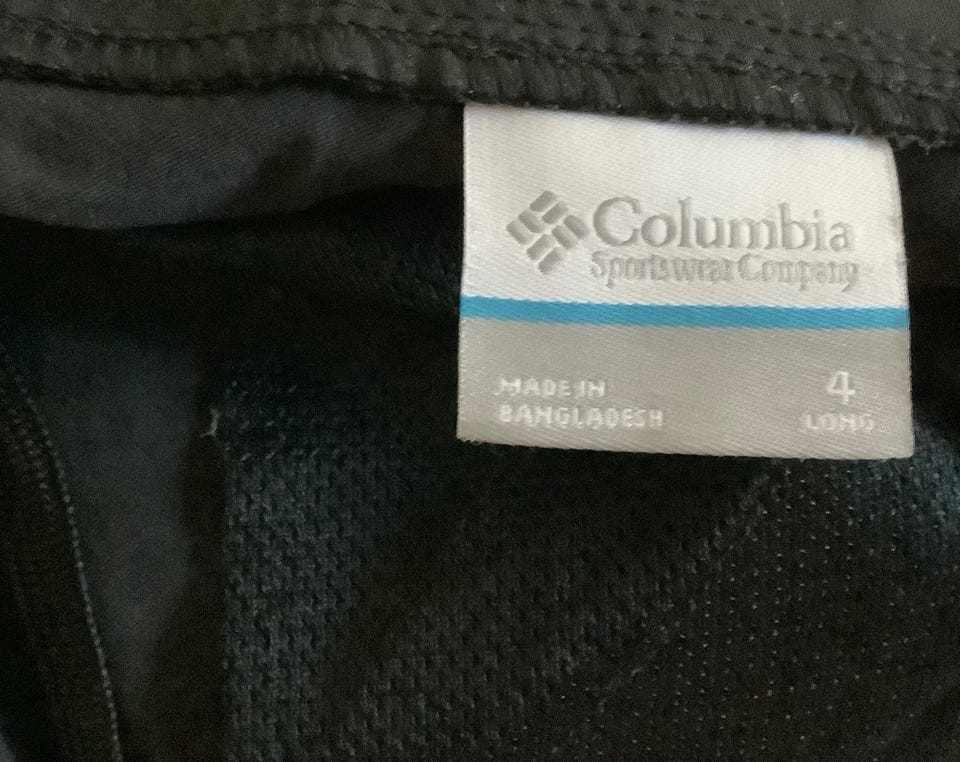 Columbia
Sportswear Company
MADE IN
BANGLADESH
4
LONG